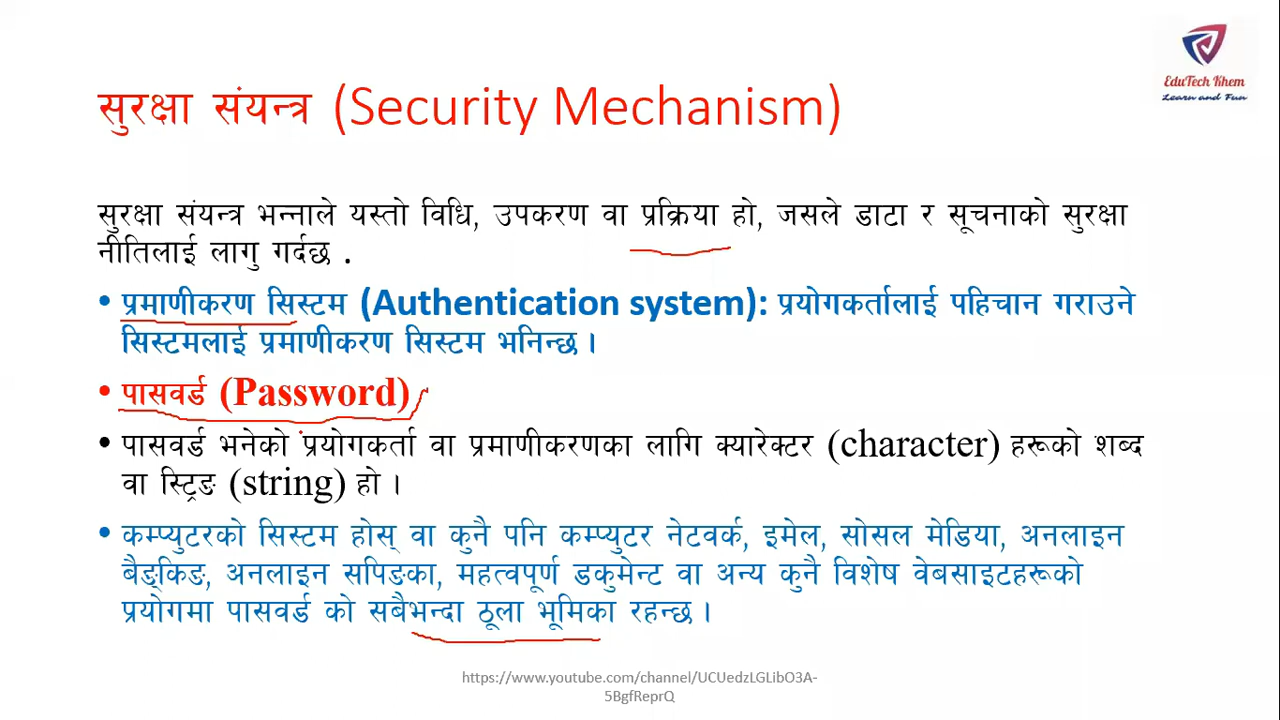 EduTech Khem
Learn and Fun
सुरक्षा संयन्त्र (Security Mechanism)
सुरक्षा संयन्त्र भन्नाले यस्तो विधि, उपकरण वा प्रक्रिया हो, जसले डाटा र सूचनाको सुरक्षा
नीतिलाई लागु गर्दछ .
• प्रमाणीकरण सिस्टम (Authentication system): प्रयोगकर्तालाई पहिचान गराउने
सिस्टमलाई प्रमाणीकरण सिस्टम भनिन्छ ।
• पासवर्ड (Password)
• पासवर्ड भनेको प्रयोगकर्ता वा प्रमाणीकरणका लागि क्यारेक्टर (character) हरूको शब्द
वा स्ट्रिङ (string) हो ।
• कम्प्युटरको सिस्टम होस् वा कुनै पनि कम्प्युटर नेटवर्क, इमेल, सोसल मेडिया, अनलाइन
बैङ्किङ, अनलाइन सपिङका, महत्वपूर्ण डकुमेन्ट वा अन्य कुनै विशेष वेबसाइटहरूको
प्रयोगमा पासवर्ड को सबैभन्दा ठूला भूमिका रहन्छ ।
https://www.youtube.com/channel/UCUedzLGLibO3A-
5BgfReprQ